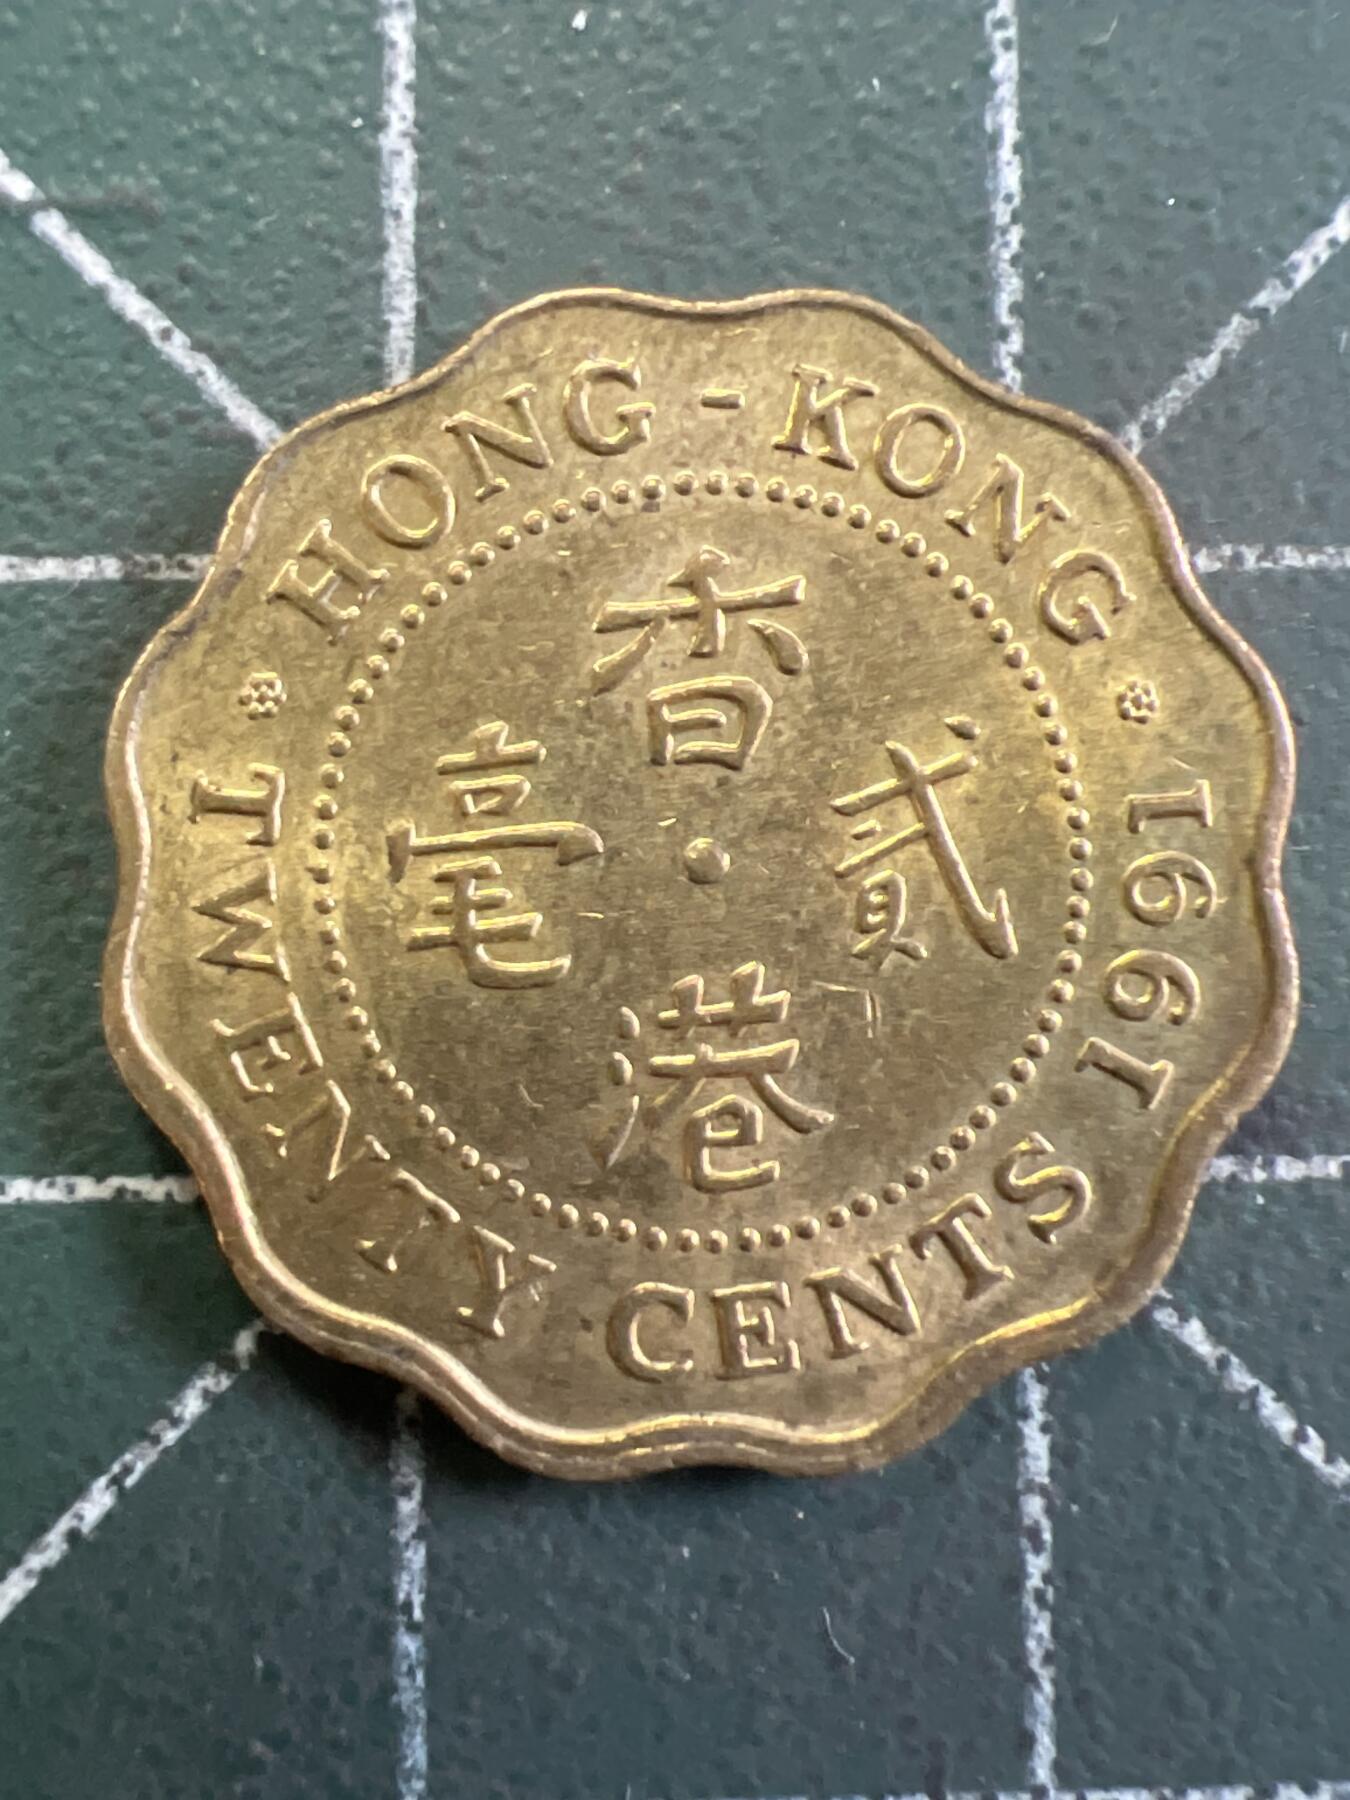 HONG-KONG
香港
貳毫
TWENTY CENTS 1991